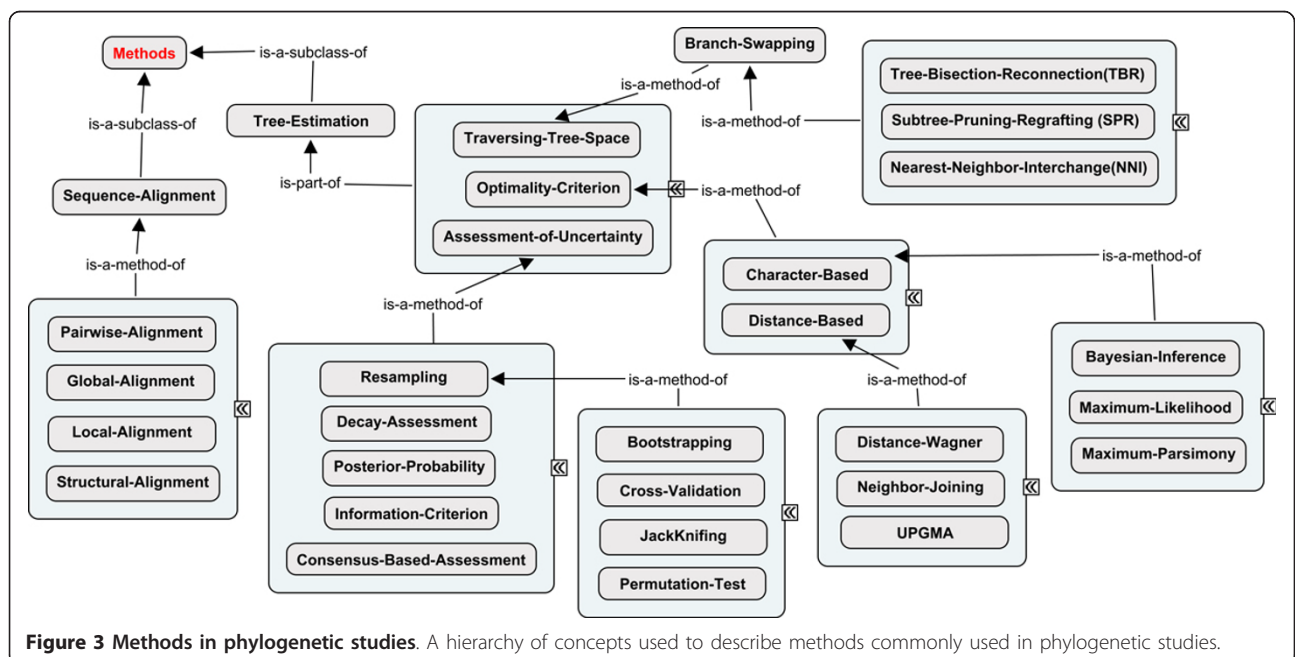 Methods
is-a-subclass-of
Branch-Swapping
is-a-method-of
Tree-Bisection-Reconnection(TBR)
Subtree-Pruning-Regrafting (SPR)
Nearest-Neighbor-Interchange(NNI)
is-a-method-of
is-a-subclass-of
Tree-Estimation
is-part-of
Traversing-Tree-Space
Optimality-Criterion
Assessment-of-Uncertainty
is-a-method-of
Sequence-Alignment
is-a-method-of
Pairwise-Alignment
Global-Alignment
Local-Alignment
Structural-Alignment
is-a-method-of
Resampling
Decay-Assessment
Posterior-Probability
Information-Criterion
Consensus-Based-Assessment
is-a-method-of
Bootstrapping
Cross-Validation
JackKnifing
Permutation-Test
Character-Based
Distance-Based
is-a-method-of
Distance-Wagner
Neighbor-Joining
UPGMA
is-a-method-of
Bayesian-Inference
Maximum-Likelihood
Maximum-Parsimony
Figure 3 Methods in phylogenetic studies. A hierarchy of concepts used to describe methods commonly used in phylogenetic studies.